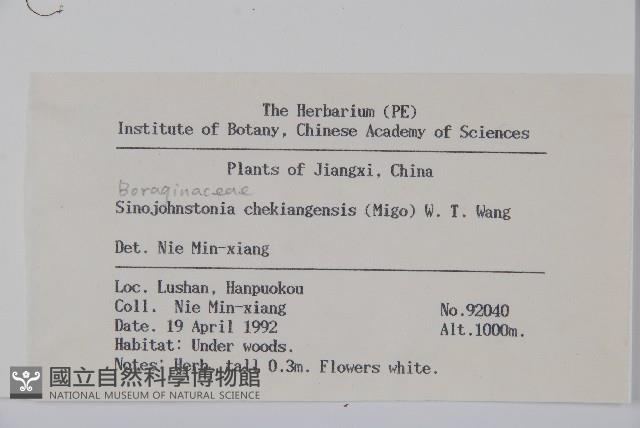 The Herbarium (PE)
Institute of Botany, Chinese Academy of Sciences
Plants of Jiangxi, China
Boraginaceae
Sinojohnstonia chekiangensis (Migo) W. T. Wang
Det. Nie Min-xiang
Loc. Lushan, Hanpuokou
Coll. Nie Min-xiang No.92040
Date. 19 April 1992 Alt.1000m.
Habitat: Under woods.
Notes: Herb, tall 0.3m. Flowers white.
國立自然科學博物館
NATIONAL MUSEUM OF NATURAL SCIENCE